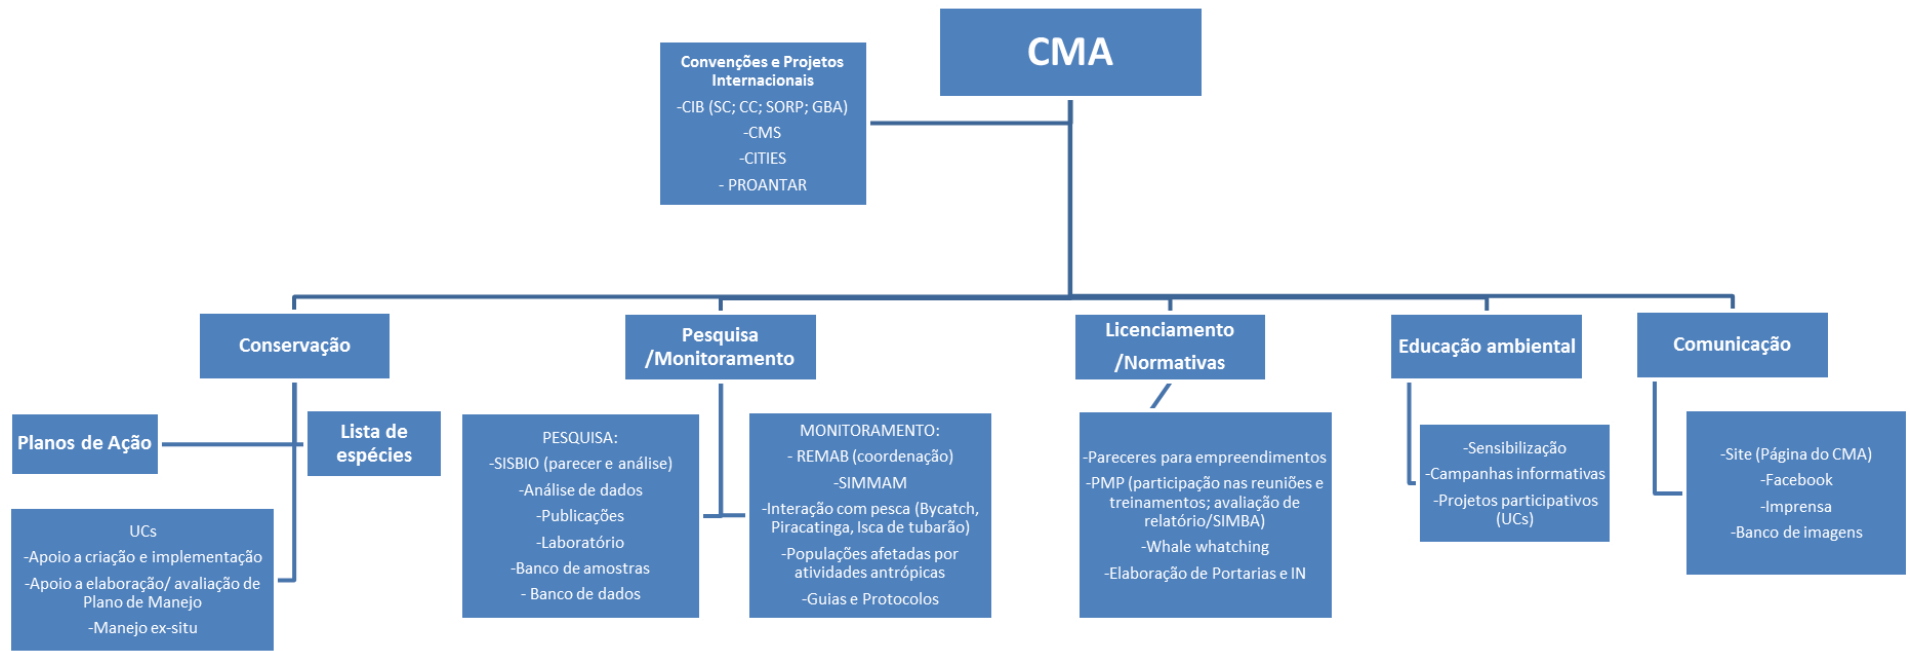 CMA
Convenções e Projetos
Internacionais
-CIB (SC; CC; SORP; GBA)
-CMS
-CITIES
- PROANTAR
Conservação
Planos de Ação
Lista de
espécies
UCs
-Apoio a criação e implementação
-Apoio a elaboração/ avaliação de
Plano de Manejo
-Manejo ex-situ
Pesquisa
/Monitoramento
PESQUISA:
-SISBIO (parecer e análise)
-Análise de dados
-Publicações
-Laboratório
-Banco de amostras
- Banco de dados
MONITORAMENTO:
- REMAB (coordenação)
-SIMMAM
-Interação com pesca (Bycatch,
Piracatinga, Isca de tubarão)
-Populações afetadas por
atividades antrópicas
-Guias e Protocolos
Licenciamento
/Normativas
-Pareceres para empreendimentos
-PMP (participação nas reuniões e
treinamentos; avaliação de
relatório/SIMBA)
-Whale whatching
-Elaboração de Portarias e IN
Educação ambiental
-Sensibilização
-Campanhas informativas
-Projetos participativos
(UCs)
Comunicação
-Site (Página do CMA)
-Facebook
-Imprensa
-Banco de imagens